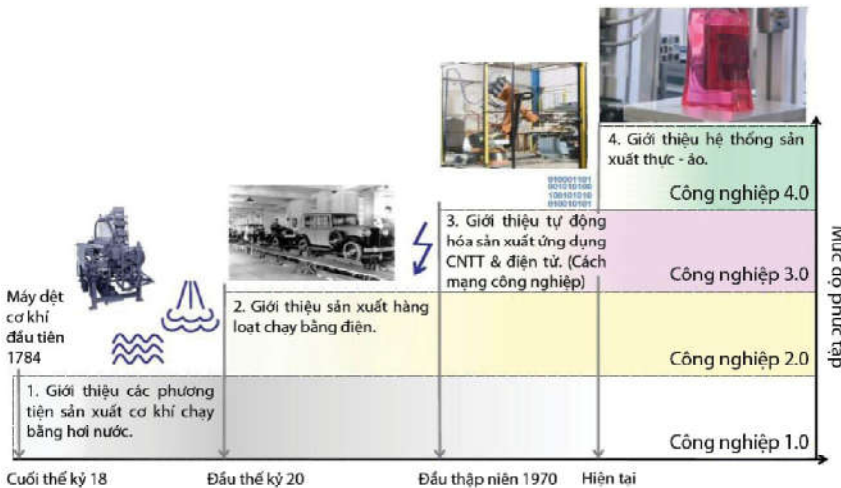 4. Giới thiệu hệ thống sản
xuất thực - ảo.
Công nghiệp 4.0
010001101
001010100
100101010
010010101
3. Giới thiệu tự động
hóa sản xuất ứng dụng
CNTT & điện tử. (Cách
mạng công nghiệp)
Công nghiệp 3.0
Máy dệt
cơ khí
đầu tiên
1784
2. Giới thiệu sản xuất hàng
loạt chạy bằng điện.
Công nghiệp 2.0
1. Giới thiệu các phương
tiện sản xuất cơ khí chạy
bằng hơi nước.
Công nghiệp 1.0
Mức độ phức tạp
Cuối thế kỷ 18
Đầu thế kỷ 20
Đầu thập niên 1970
Hiện tại